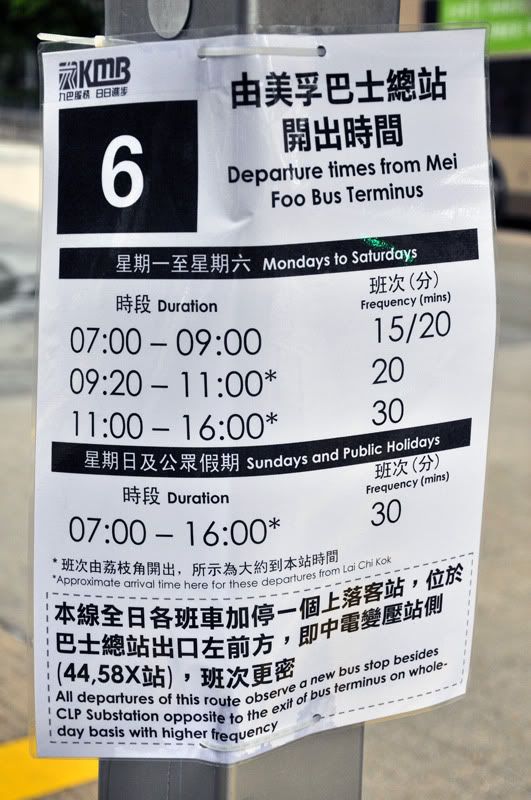 KMB
九巴服務 日日進步
6
由美孚巴士總站
開出時間
Departure times from Mei
Foo Bus Terminus
星期一至星期六 Mondays to Saturdays
時段 Duration 班次(分)
Frequency (mins)
07:00 – 09:00 15/20
09:20 – 11:00* 20
11:00 – 16:00* 30
星期日及公眾假期 Sundays and Public Holidays
時段 Duration 班次(分)
Frequency (mins)
07:00 – 16:00* 30
* 班次由荔枝角開出，所示為大約到本站時間
*Approximate arrival time here for these departures from Lai Chi Kok
本線全日各班車加停一個上落客站，位於
巴士總站出口左前方，即中電變壓站側
(44,58X站)，班次更密
All departures of this route observe a new bus stop besides
CLP Substation opposite to the exit of bus terminus on whole-
day basis with higher frequency